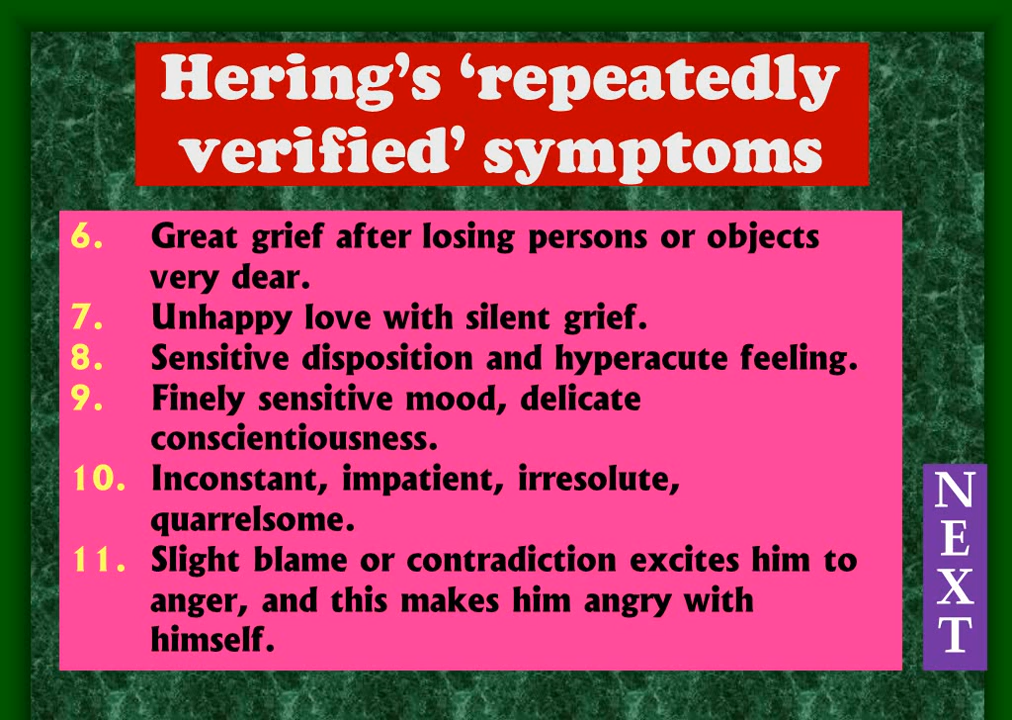 Hering's ‘repeatedly
verified’ symptoms
6. Great grief after losing persons or objects
very dear.
7. Unhappy love with silent grief.
8. Sensitive disposition and hyperacute feeling.
9. Finely sensitive mood, delicate
conscientiousness.
10. Inconstant, impatient, irresolute,
quarrelsome.
11. Slight blame or contradiction excites him to
anger, and this makes him angry with
himself.
N
E
X
T